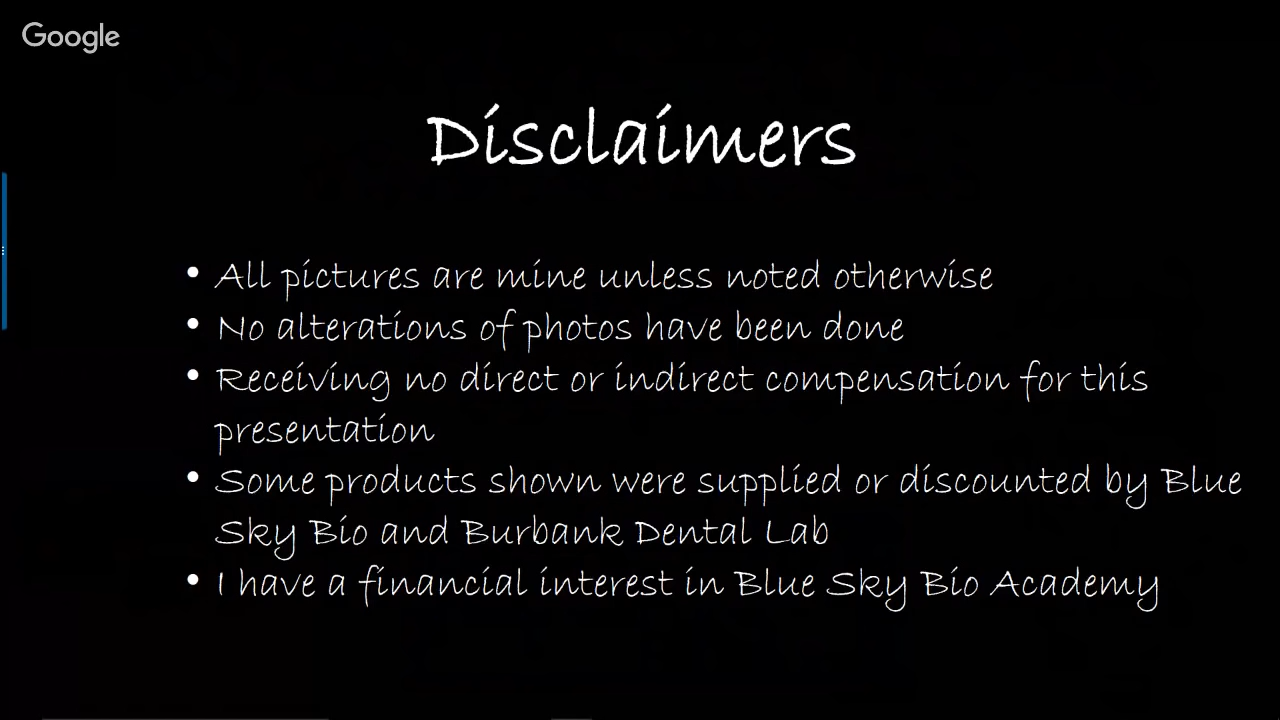 Google
Disclaimers
• All pictures are mine unless noted otherwise
• No alterations of photos have been done
• Receiving no direct or indirect compensation for this
presentation
• Some products shown were supplied or discounted by Blue
Sky Bio and Burbank Dental Lab
• I have a financial interest in Blue Sky Bio Academy